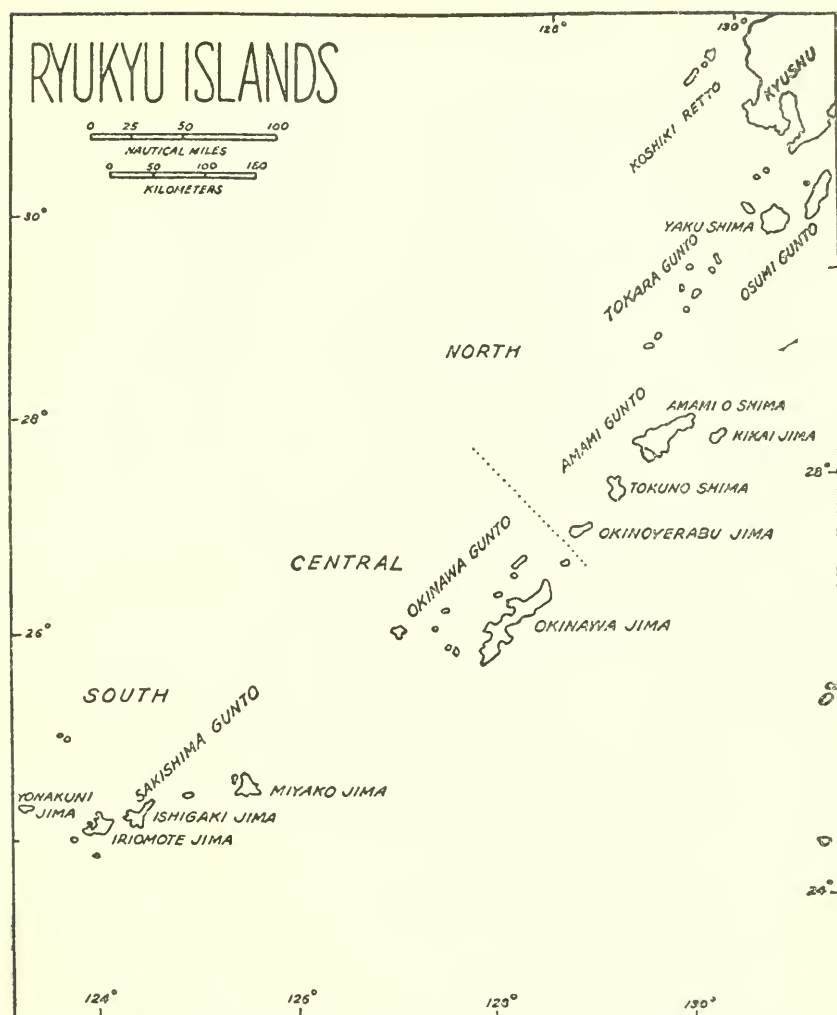 RYUKYU ISLANDS
0 25 50 100
NAUTICAL MILES
0 50 100 150
KILOMETERS
128°
130°
KYUSHU
KOSHIKI RETTO
30°
YAKU SHIMA
OSUMI GUNTO
TOKARA GUNTO
NORTH
28°
AMAMI GUNTO
AMAMI O SHIMA
KIKAI JIMA
28°
TOKUNO SHIMA
OKINOYERABU JIMA
CENTRAL
OKINAWA GUNTO
26°
OKINAWA JIMA
SOUTH
SAKISHIMA GUNTO
YONAKUNI
JIMA
MIYAKO JIMA
ISHIGAKI JIMA
IRIOMOTE JIMA
24°
124°
126°
128°
130°